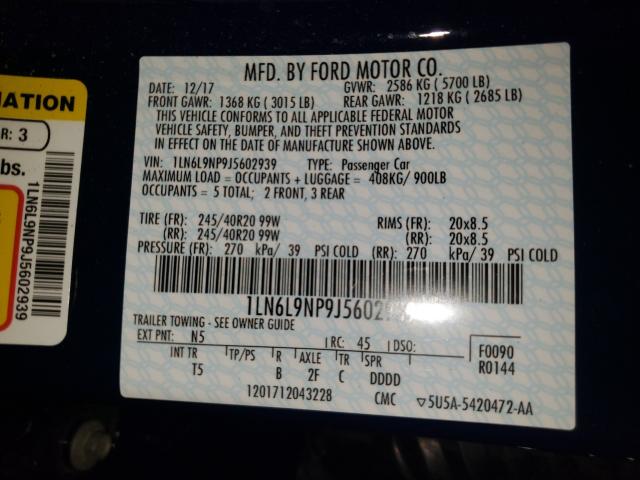 MATION
R: 3
lbs.
1LN6L9NP9J5602939
MFD. BY FORD MOTOR CO.
DATE: 12/17 GVWR: 2586 KG ( 5700 LB)
FRONT GAWR: 1368 KG ( 3015 LB) REAR GAWR: 1218 KG ( 2685 LB)
THIS VEHICLE CONFORMS TO ALL APPLICABLE FEDERAL MOTOR
VEHICLE SAFETY, BUMPER, AND THEFT PREVENTION STANDARDS
IN EFFECT ON THE DATE OF MANUFACTURE SHOWN ABOVE.
VIN: 1LN6L9NP9J5602939 TYPE: Passenger Car
MAXIMUM LOAD = OCCUPANTS + LUGGAGE = 408KG/ 900LB
OCCUPANTS = 5 TOTAL; 2 FRONT, 3 REAR
TIRE (FR): 245/40R20 99W RIMS (FR): 20x8.5
(RR): 245/40R20 99W (RR): 20x8.5
PRESSURE (FR): 270 kPa/ 39 PSI COLD (RR): 270 kPa/ 39 PSI COLD
1LN6L9NP9J5602
TRAILER TOWING - SEE OWNER GUIDE
EXT PNT: N5 RC: 45 DSO: F0090
INT TR TP/PS R AXLE TR SPR R0144
T5 B 2F C DDDD
1201712043228 CMC ▽5U5A-5420472-AA